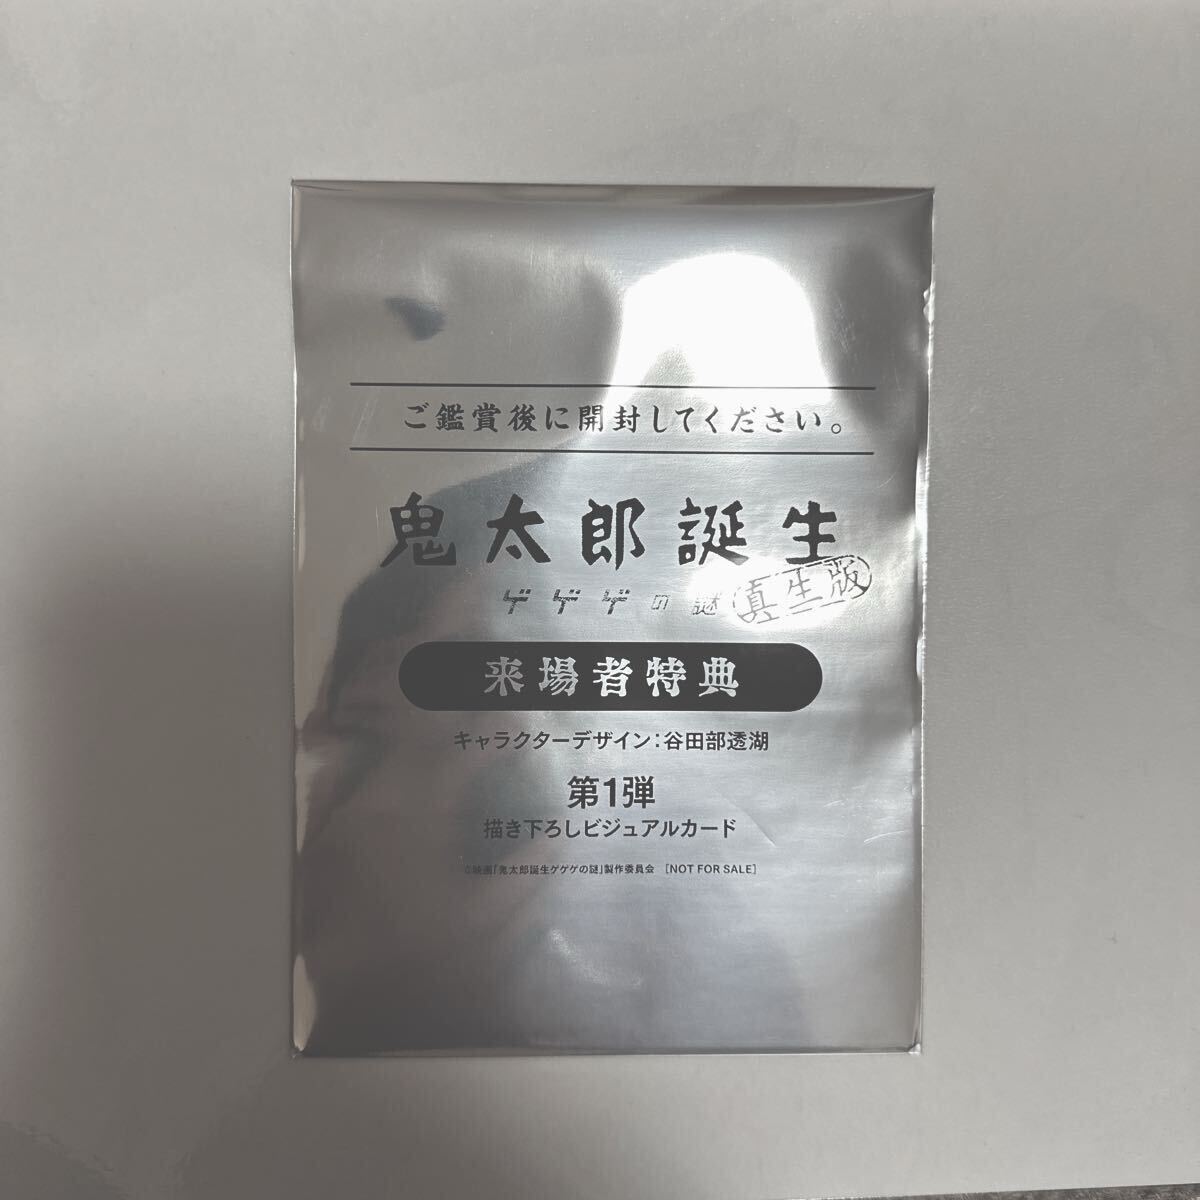 ご鑑賞後に開封してください。
鬼太郎誕生
ゲゲゲの謎 真生版
来場者特典
キャラクターデザイン:谷田部透湖
第1弾
描き下ろしビジュアルカード
©映画「鬼太郎誕生ゲゲゲの謎」製作委員会 [NOT FOR SALE]